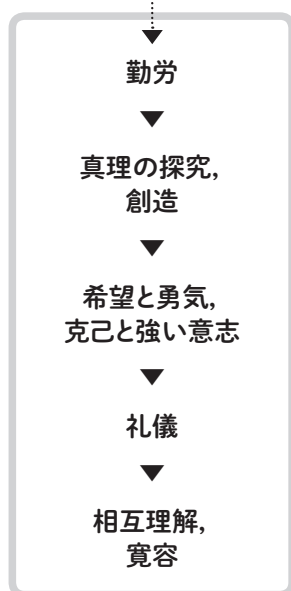 勤労
真理の探究,
創造
希望と勇気,
克己と強い意志
礼儀
相互理解,
寛容